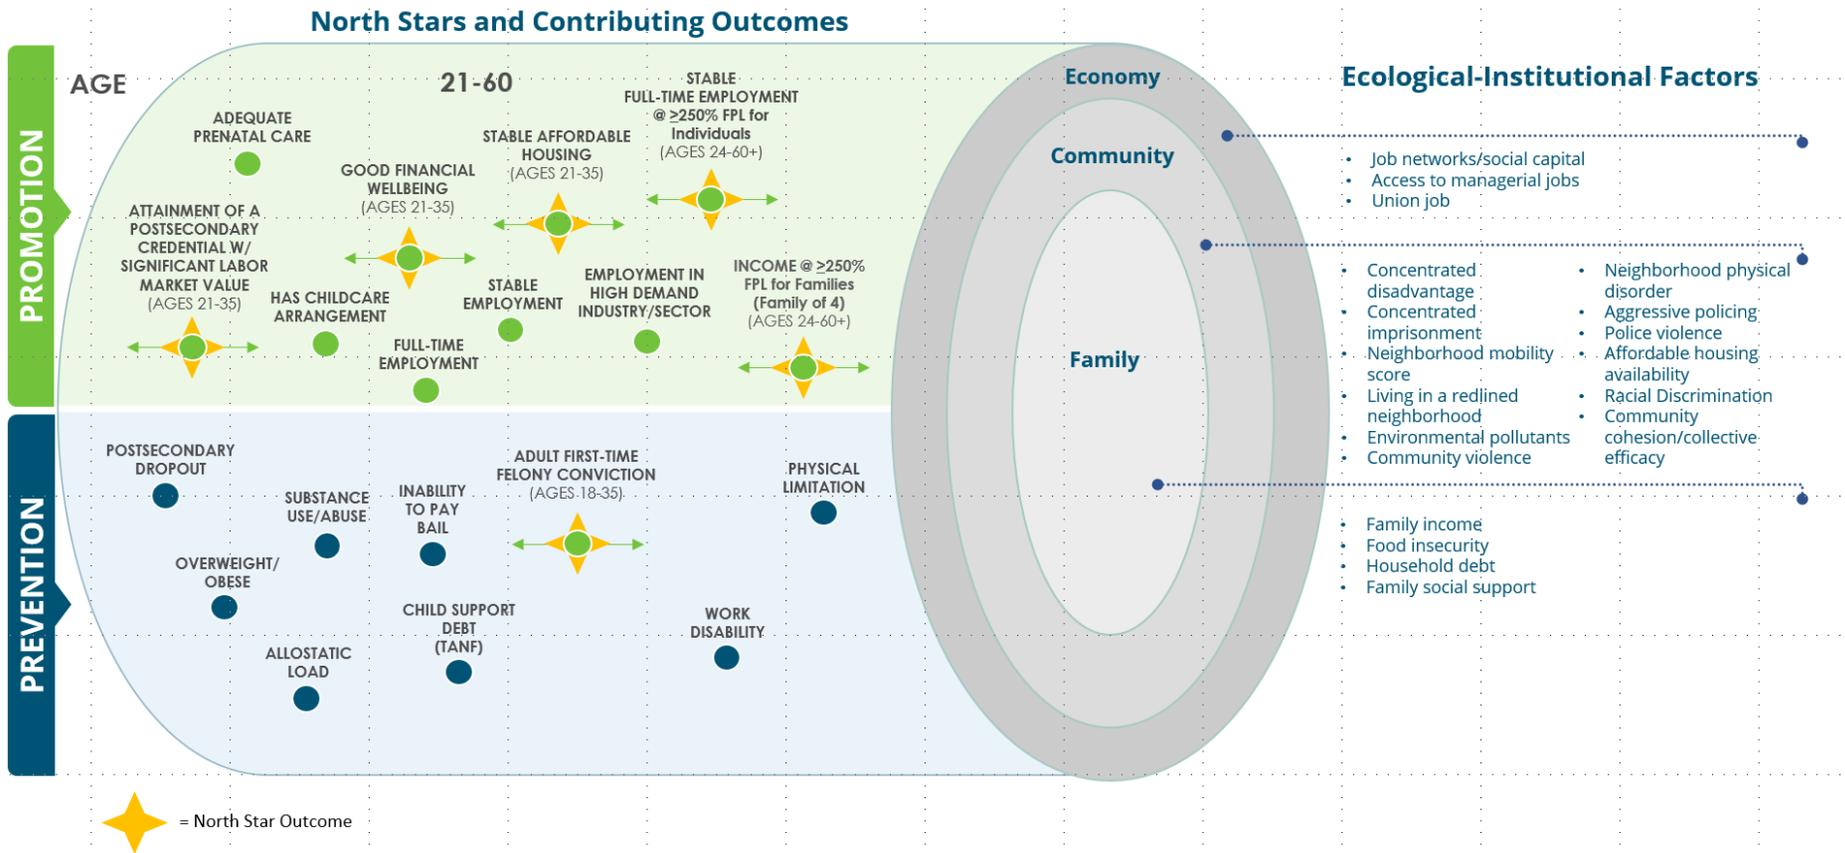 North Stars and Contributing Outcomes
PROMOTION
AGE
21-60
ADEQUATE
PRENATAL CARE
ATTAINMENT OF A
POSTSECONDARY
CREDENTIAL W/
SIGNIFICANT LABOR
MARKET VALUE
(AGES 21-35)
GOOD FINANCIAL
WELLBEING
(AGES 21-35)
HAS CHILDCARE
ARRANGEMENT
FULL-TIME
EMPLOYMENT
STABLE AFFORDABLE
HOUSING
(AGES 21-35)
STABLE
EMPLOYMENT
STABLE
FULL-TIME EMPLOYMENT
@ ≥250% FPL for
Individuals
(AGES 24-60+)
EMPLOYMENT IN
HIGH DEMAND
INDUSTRY/SECTOR
INCOME @ ≥250%
FPL for Families
(Family of 4)
(AGES 24-60+)
PREVENTION
POSTSECONDARY
DROPOUT
OVERWEIGHT/
OBESE
SUBSTANCE
USE/ABUSE
ALLOSTATIC
LOAD
INABILITY
TO PAY
BAIL
CHILD SUPPORT
DEBT
(TANF)
ADULT FIRST-TIME
FELONY CONVICTION
(AGES 18-35)
WORK
DISABILITY
PHYSICAL
LIMITATION
Economy
Community
Family
Ecological-Institutional Factors
• Job networks/social capital
• Access to managerial jobs
• Union job
• Concentrated
disadvantage
• Concentrated
imprisonment
• Neighborhood mobility
score
• Living in a redlined
neighborhood
• Environmental pollutants
• Community violence
• Neighborhood physical
disorder
• Aggressive policing
• Police violence
• Affordable housing
availability
• Racial Discrimination
• Community
cohesion/collective
efficacy
• Family income
• Food insecurity
• Household debt
• Family social support
= North Star Outcome